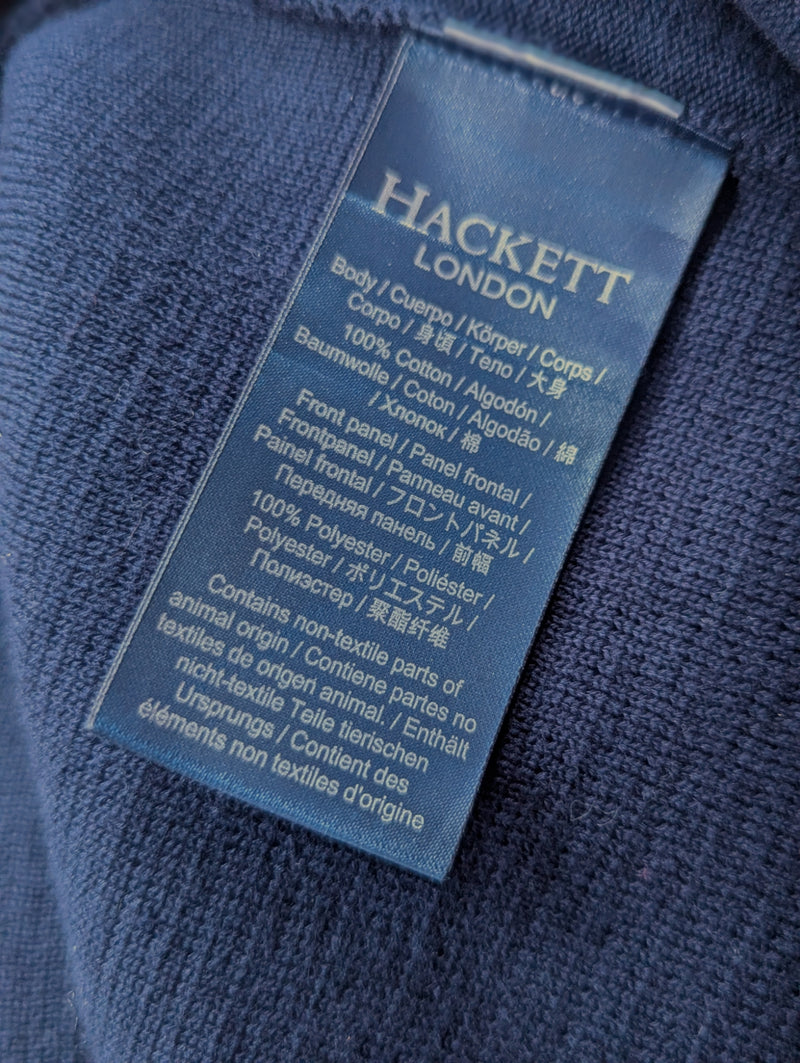 HACKETT
LONDON
Body / Cuerpo / Körper / Corps /
Corpo / 身頃 / Тело / 大身
100% Cotton / Algodón /
Baumwolle / Coton / Algodão / 綿
/ Хлопок / 棉
Front panel / Panel frontal /
Frontpanel / Panneau avant /
Painel frontal / フロントパネル /
Передняя панель / 前幅
100% Polyester / Poliéster /
Polyester / ポリエステル /
Полиэстер / 聚酯纤维
Contains non-textile parts of
animal origin / Contiene partes no
textiles de origen animal. / Enthält
nicht-textile Teile tierischen
Ursprungs / Contient des
éléments non textiles d'origine